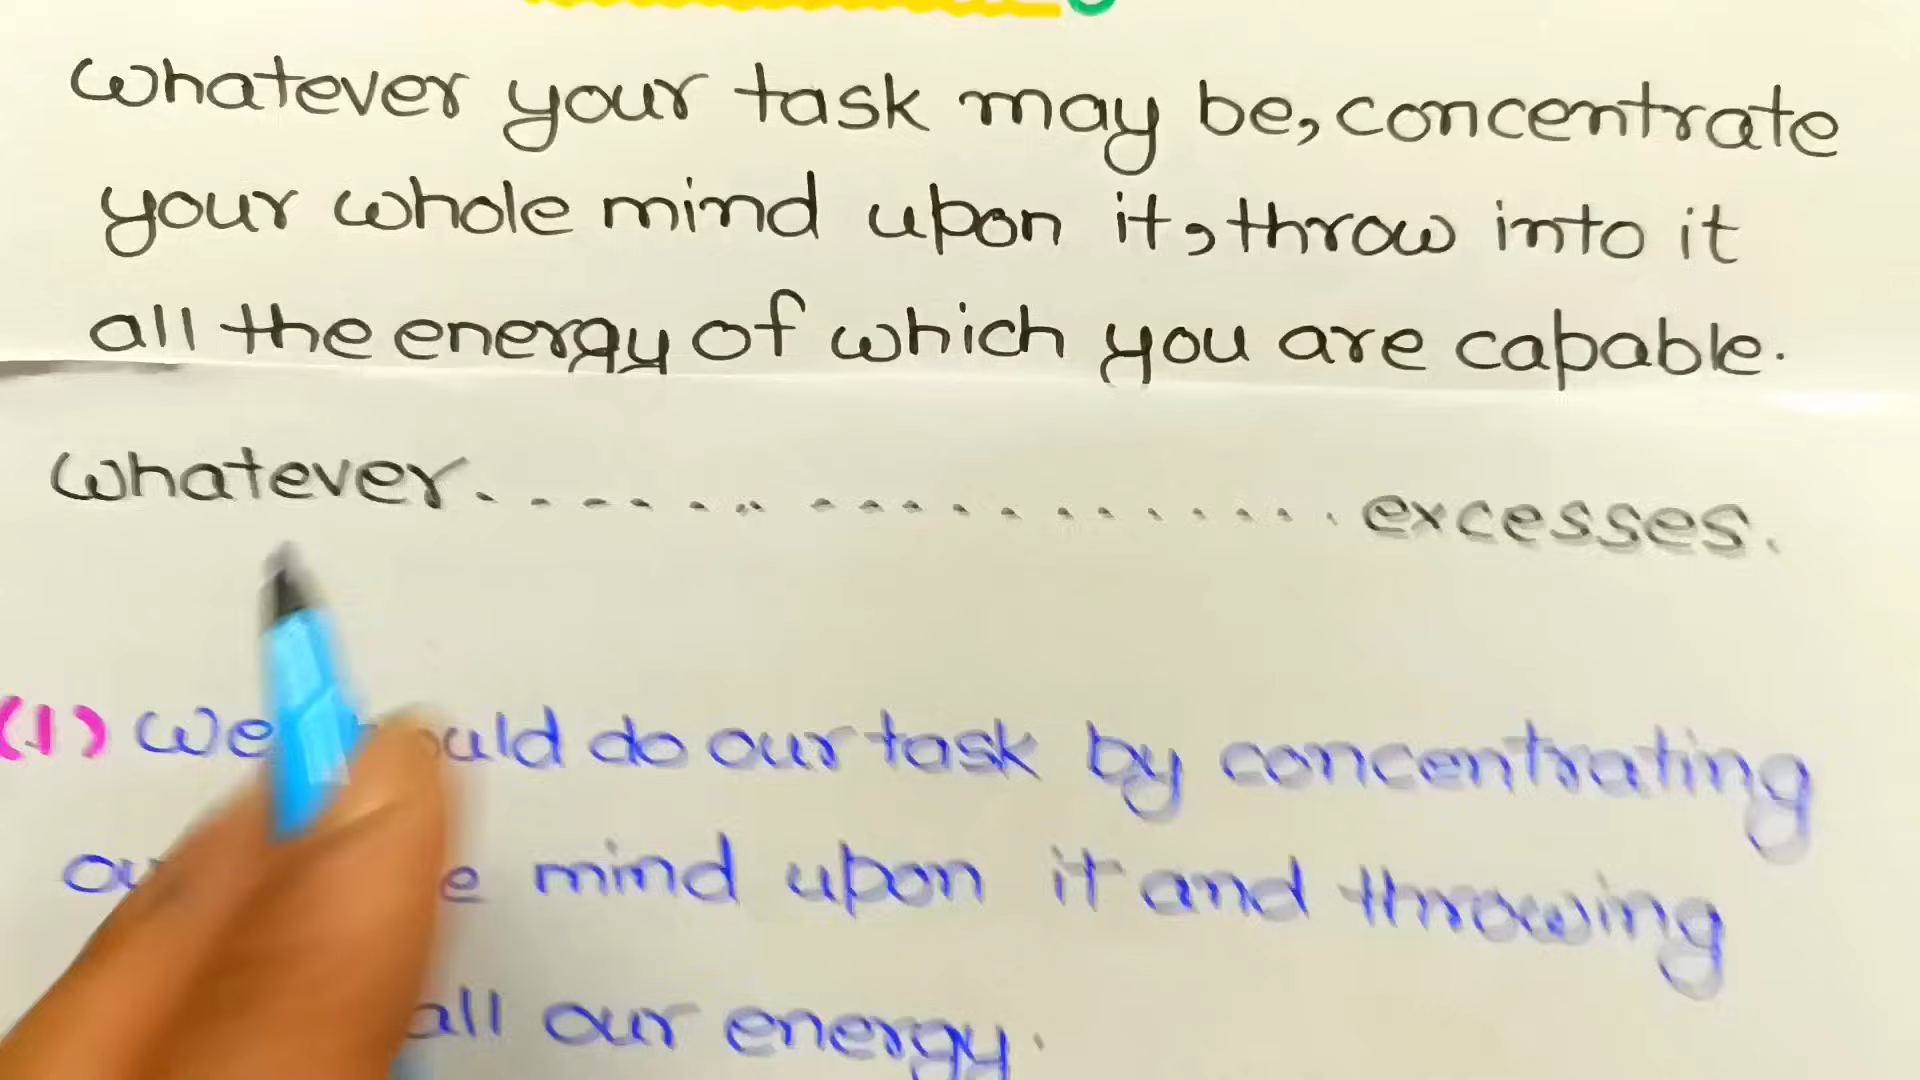 whatever your task may be, concentrate
your whole mind upon it, throw into it
all the energy of which you are capable.
whatever. . . . . . . . . . . . . . . . . . excesses.
(1) we do our task by concentrating
mind upon it and throwing
all our energy.